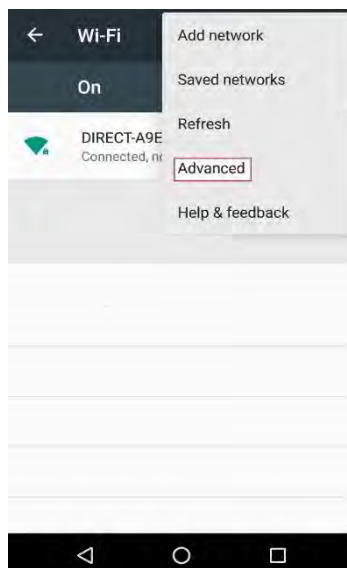 Wi-Fi
On
DIRECT-A9E
Connected,
Add network
Saved networks
Refresh
Advanced
Help & feedback